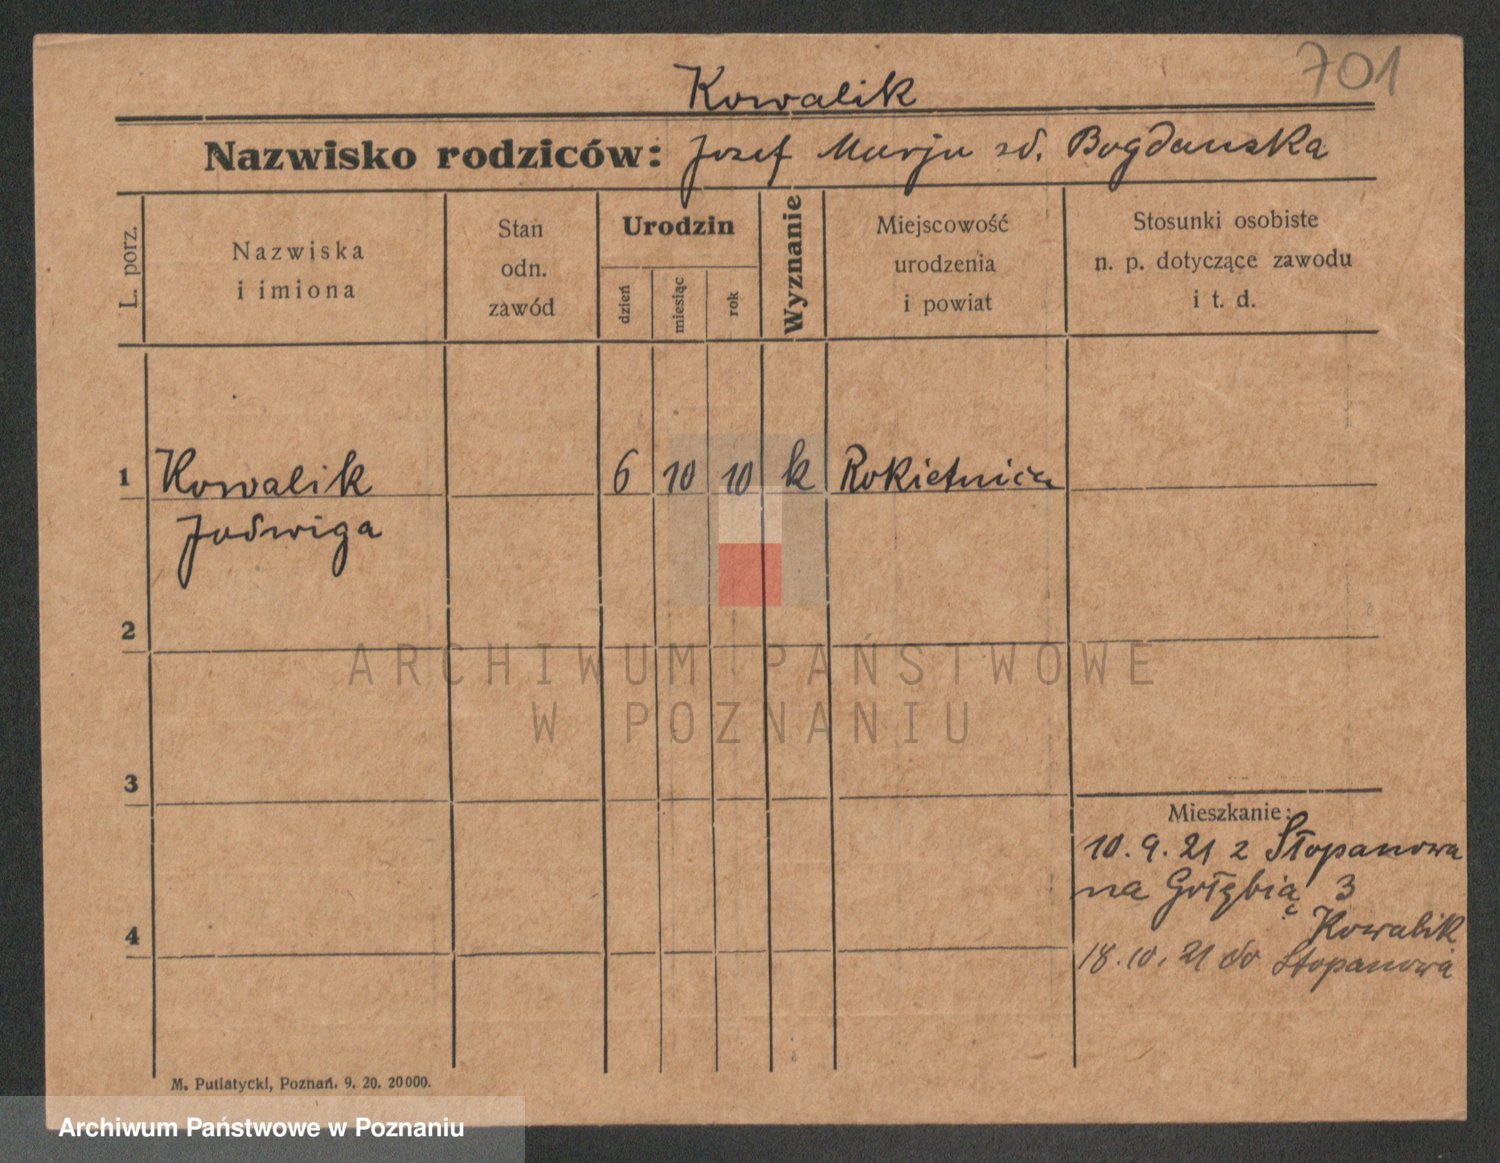 701
Kowalik
Nazwisko rodziców: Jozef Marja zd. Bogdanska
L. porz.
Nazwiska
i imiona
Stan
odn.
zawód
Urodzin
dzień
miesiąc
rok
Wyznanie
Miejscowość
urodzenia
i powiat
Stosunki osobiste
n. p. dotyczące zawodu
i t. d.
1 Kowalik 6 10 10 k Rokietnica
Jadwiga
2
ARCHIWUM PAŃSTWOWE
W POZNANIU
3
Mieszkanie:
10.9.21 z Stopanowa
na Gołębią 3
c Kowalik
4
18.10.21 do Stopanowa
M. Putiatycki, Poznań. 9. 20. 20000.
Archiwum Państwowe w Poznaniu